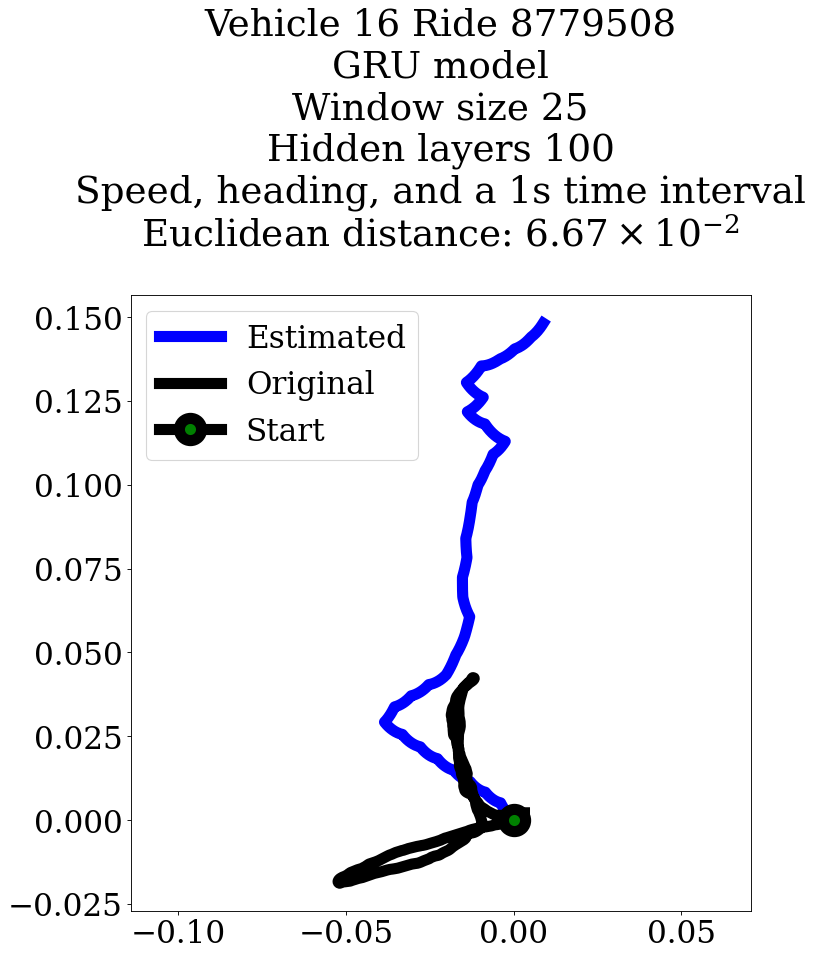 Vehicle 16 Ride 8779508
GRU model
Window size 25
Hidden layers 100
Speed, heading, and a 1s time interval
Euclidean distance: 6.67 × 10⁻²
Estimated
Original
Start
0.150
0.125
0.100
0.075
0.050
0.025
0.000
−0.025
−0.10
−0.05
0.00
0.05